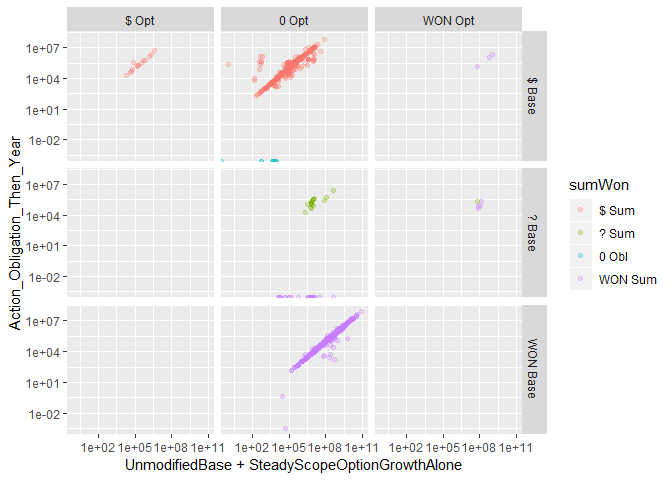 $ Opt
0 Opt
WON Opt
1e+07
1e+04
1e+01
1e-02
$ Base
1e+07
1e+04
1e+01
1e-02
? Base
1e+07
1e+04
1e+01
1e-02
WON Base
Action_Obligation_Then_Year
1e+02 1e+05 1e+08 1e+11
1e+02 1e+05 1e+08 1e+11
1e+02 1e+05 1e+08 1e+11
UnmodifiedBase + SteadyScopeOptionGrowthAlone
sumWon
$ Sum
? Sum
0 Obl
WON Sum